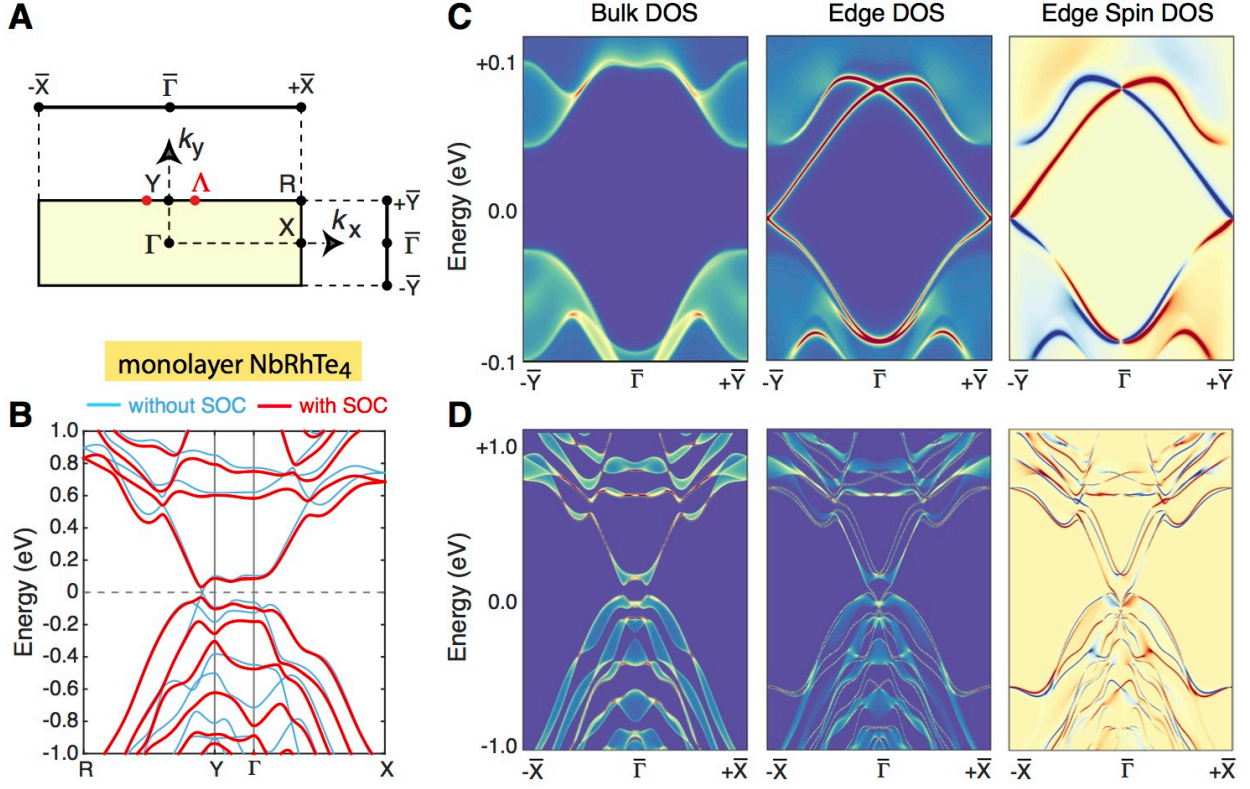 A
-X̅ Γ̅ +X̅
ky
Y Λ R
+Y̅
Γ X kx Γ̅
-Y̅
monolayer NbRhTe4
B
without SOC with SOC
Energy (eV)
1.0
0.8
0.6
0.4
0.2
0
-0.2
-0.4
-0.6
-0.8
-1.0
R Y Γ X
C
Bulk DOS Edge DOS Edge Spin DOS
Energy (eV)
+0.1
0.0
-0.1
-Y̅ Γ̅ +Y̅ -Y̅ Γ̅ +Y̅ -Y̅ Γ̅ +Y̅
D
Energy (eV)
+1.0
0.0
-1.0
-X̅ Γ̅ +X̅ -X̅ Γ̅ +X̅ -X̅ Γ̅ +X̅